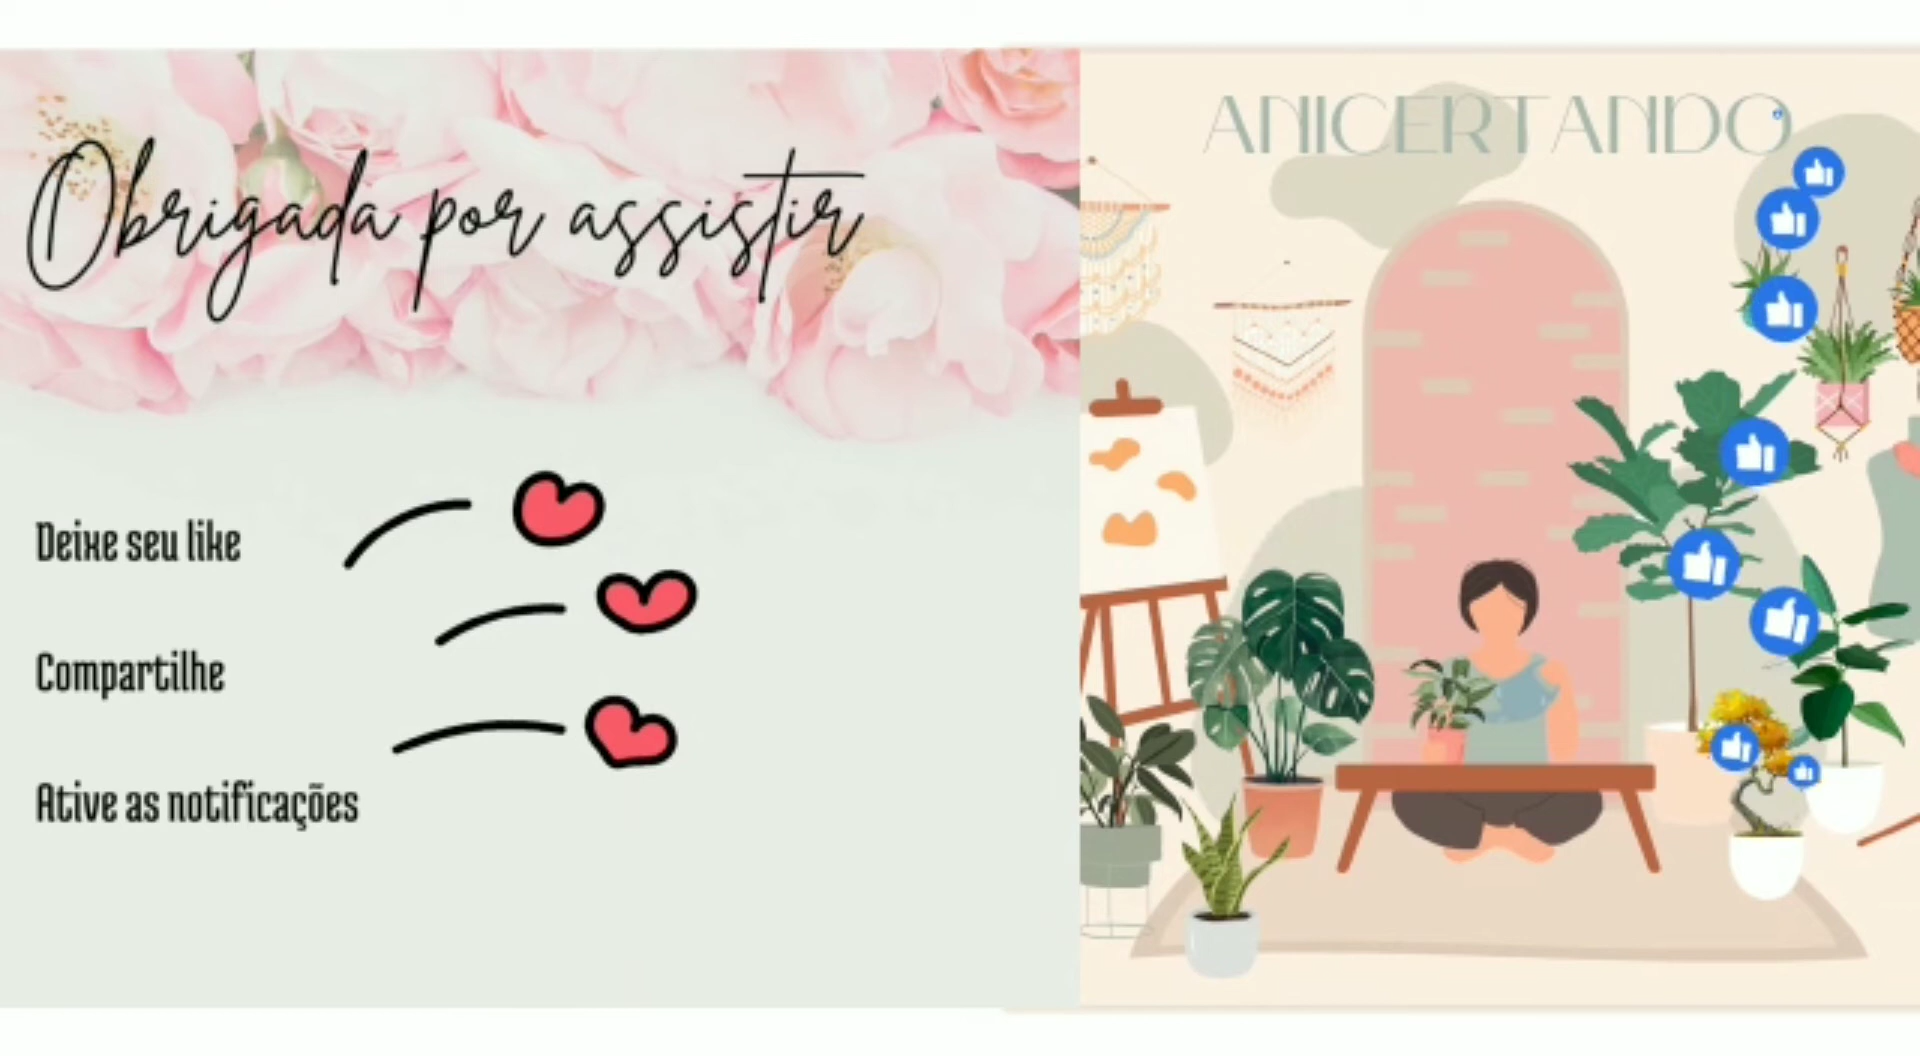 Obrigada por assistir
Deixe seu like
Compartilhe
Ative as notificações
ANICERTANDO